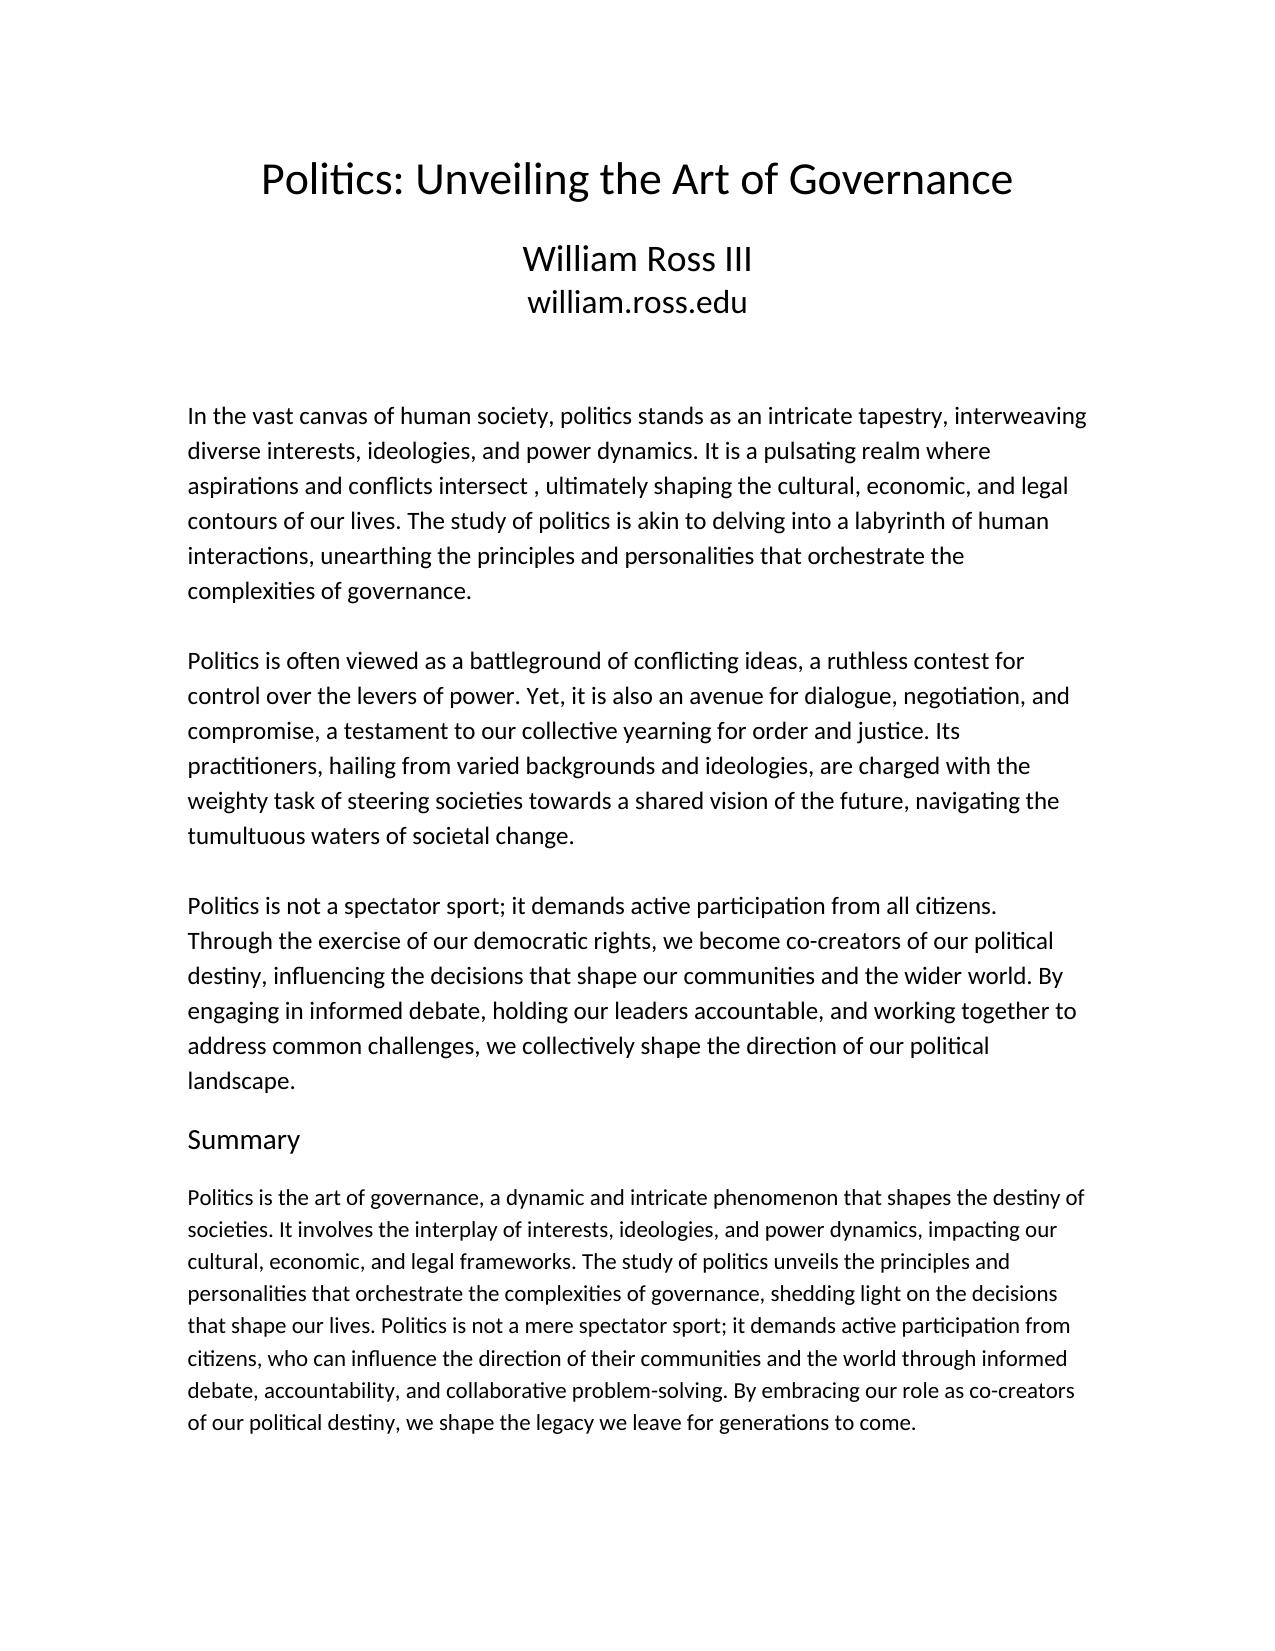 Politics: Unveiling the Art of Governance
William Ross III
william.ross.edu
In the vast canvas of human society, politics stands as an intricate tapestry, interweaving
diverse interests, ideologies, and power dynamics. It is a pulsating realm where
aspirations and conflicts intersect , ultimately shaping the cultural, economic, and legal
contours of our lives. The study of politics is akin to delving into a labyrinth of human
interactions, unearthing the principles and personalities that orchestrate the
complexities of governance.
Politics is often viewed as a battleground of conflicting ideas, a ruthless contest for
control over the levers of power. Yet, it is also an avenue for dialogue, negotiation, and
compromise, a testament to our collective yearning for order and justice. Its
practitioners, hailing from varied backgrounds and ideologies, are charged with the
weighty task of steering societies towards a shared vision of the future, navigating the
tumultuous waters of societal change.
Politics is not a spectator sport; it demands active participation from all citizens.
Through the exercise of our democratic rights, we become co-creators of our political
destiny, influencing the decisions that shape our communities and the wider world. By
engaging in informed debate, holding our leaders accountable, and working together to
address common challenges, we collectively shape the direction of our political
landscape.
Summary
Politics is the art of governance, a dynamic and intricate phenomenon that shapes the destiny of
societies. It involves the interplay of interests, ideologies, and power dynamics, impacting our
cultural, economic, and legal frameworks. The study of politics unveils the principles and
personalities that orchestrate the complexities of governance, shedding light on the decisions
that shape our lives. Politics is not a mere spectator sport; it demands active participation from
citizens, who can influence the direction of their communities and the world through informed
debate, accountability, and collaborative problem-solving. By embracing our role as co-creators
of our political destiny, we shape the legacy we leave for generations to come.